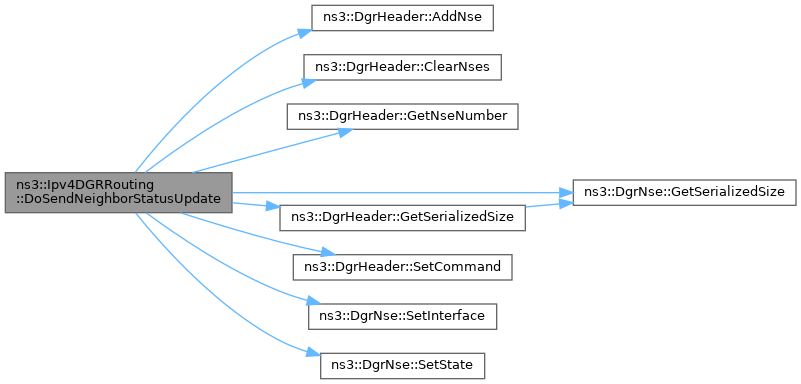 ns3::DgrHeader::AddNse
ns3::DgrHeader::ClearNses
ns3::DgrHeader::GetNseNumber
ns3::Ipv4DGRRouting
::DoSendNeighborStatusUpdate
ns3::DgrNse::GetSerializedSize
ns3::DgrHeader::GetSerializedSize
ns3::DgrHeader::SetCommand
ns3::DgrNse::SetInterface
ns3::DgrNse::SetState